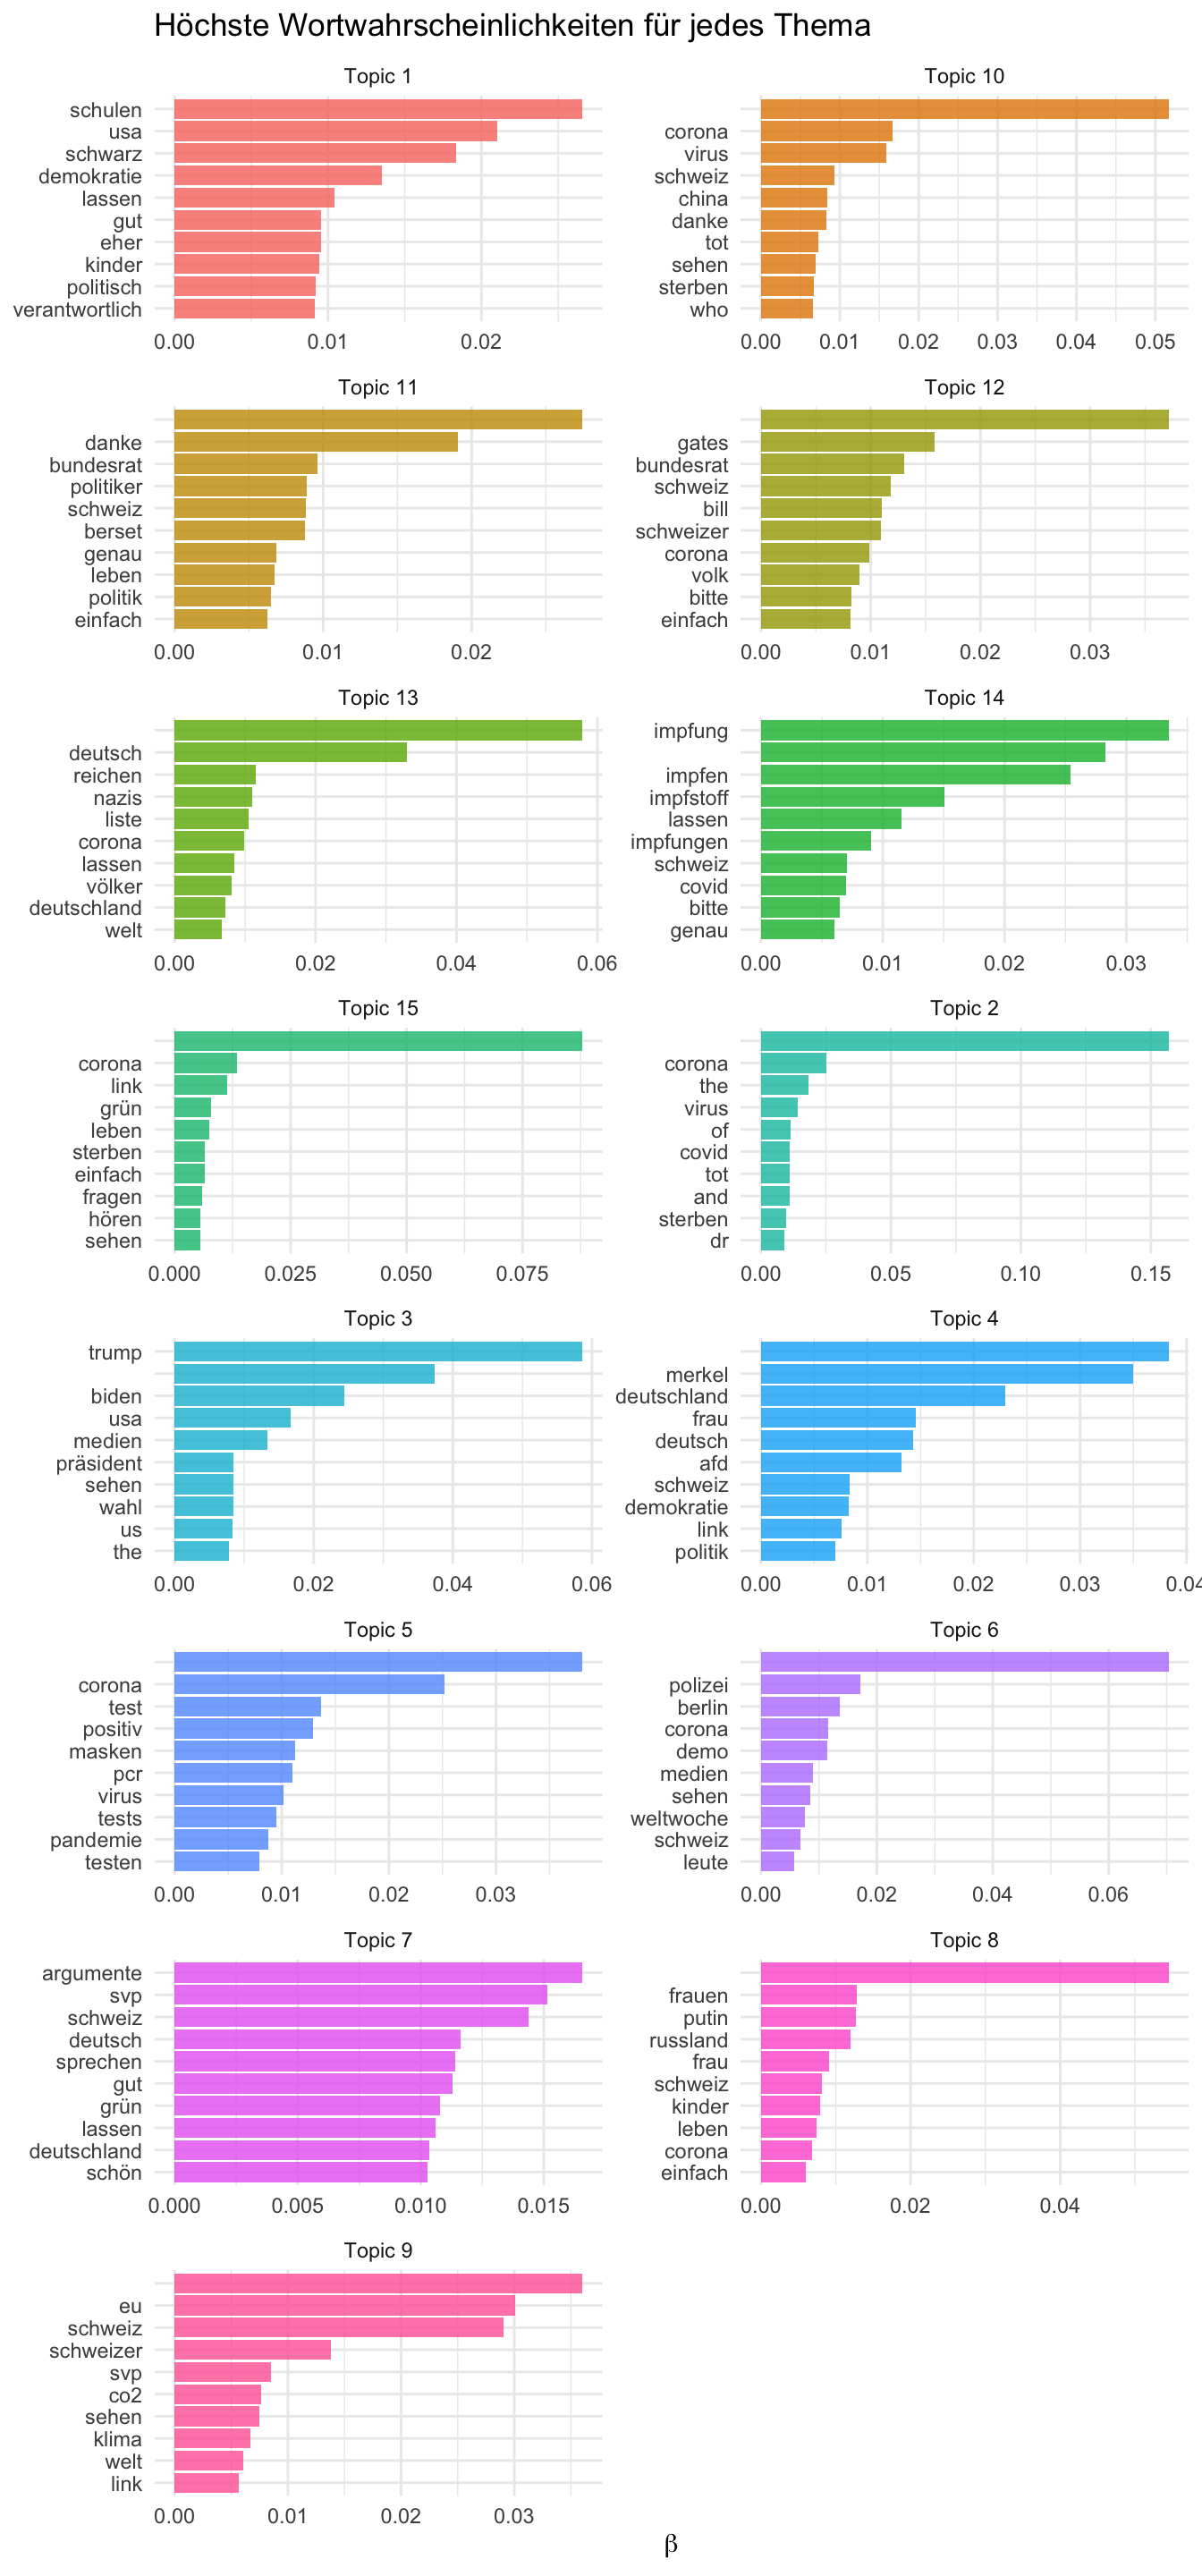 Höchste Wortwahrscheinlichkeiten für jedes Thema
Topic 1
schulen
usa
schwarz
demokratie
lassen
gut
eher
kinder
politisch
verantwortlich
0.00 0.01 0.02
Topic 10
corona
virus
schweiz
china
danke
tot
sehen
sterben
who
0.00 0.01 0.02 0.03 0.04 0.05
Topic 11
danke
bundesrat
politiker
schweiz
berset
genau
leben
politik
einfach
0.00 0.01 0.02
Topic 12
gates
bundesrat
schweiz
bill
schweizer
corona
volk
bitte
einfach
0.00 0.01 0.02 0.03
Topic 13
deutsch
reichen
nazis
liste
corona
lassen
völker
deutschland
welt
0.00 0.02 0.04 0.06
Topic 14
impfung
impfen
impfstoff
lassen
impfungen
schweiz
covid
bitte
genau
0.00 0.01 0.02 0.03
Topic 15
corona
link
grün
leben
sterben
einfach
fragen
hören
sehen
0.000 0.025 0.050 0.075
Topic 2
corona
the
virus
of
covid
tot
and
sterben
dr
0.00 0.05 0.10 0.15
Topic 3
trump
biden
usa
medien
präsident
sehen
wahl
us
the
0.00 0.02 0.04 0.06
Topic 4
merkel
deutschland
frau
deutsch
afd
schweiz
demokratie
link
politik
0.00 0.01 0.02 0.03 0.04
Topic 5
corona
test
positiv
masken
pcr
virus
tests
pandemie
testen
0.00 0.01 0.02 0.03
Topic 6
polizei
berlin
corona
demo
medien
sehen
weltwoche
schweiz
leute
0.00 0.02 0.04 0.06
Topic 7
argumente
svp
schweiz
deutsch
sprechen
gut
grün
lassen
deutschland
schön
0.000 0.005 0.010 0.015
Topic 8
frauen
putin
russland
frau
schweiz
kinder
leben
corona
einfach
0.00 0.02 0.04
Topic 9
eu
schweiz
schweizer
svp
co2
sehen
klima
welt
link
0.00 0.01 0.02 0.03
β